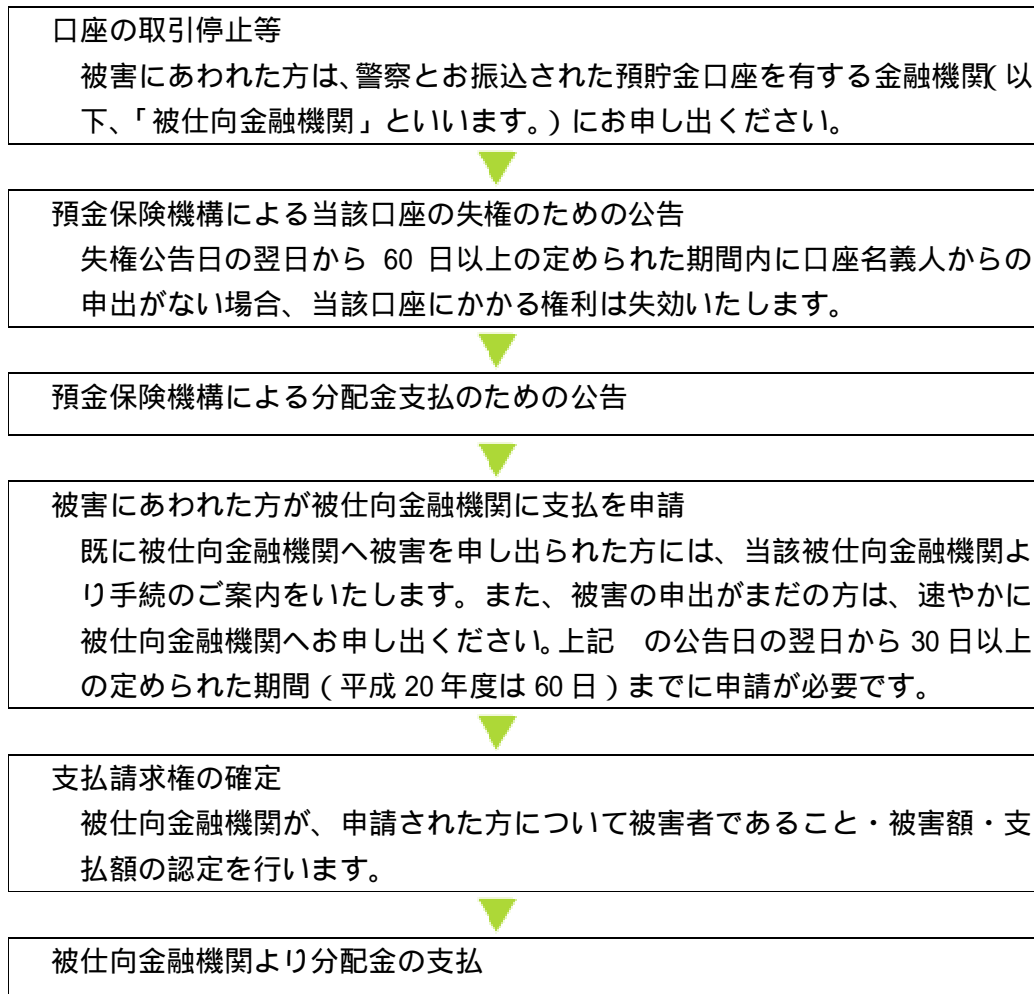 口座の取引停止等
被害にあわれた方は、警察とお振込された預貯金口座を有する金融機関（以
下、「被仕向金融機関」といいます。）にお申し出ください。
預金保険機構による当該口座の失権のための公告
失権公告日の翌日から 60 日以上の定められた期間内に口座名義人からの
申出がない場合、当該口座にかかる権利は失効いたします。
預金保険機構による分配金支払のための公告
被害にあわれた方が被仕向金融機関に支払を申請
既に被仕向金融機関へ被害を申し出られた方には、当該被仕向金融機関よ
り手続のご案内をいたします。また、被害の申出がまだの方は、速やかに
被仕向金融機関へお申し出ください。上記　の公告日の翌日から 30 日以上
の定められた期間（平成 20 年度は 60 日）までに申請が必要です。
支払請求権の確定
被仕向金融機関が、申請された方について被害者であること・被害額・支
払額の認定を行います。
被仕向金融機関より分配金の支払